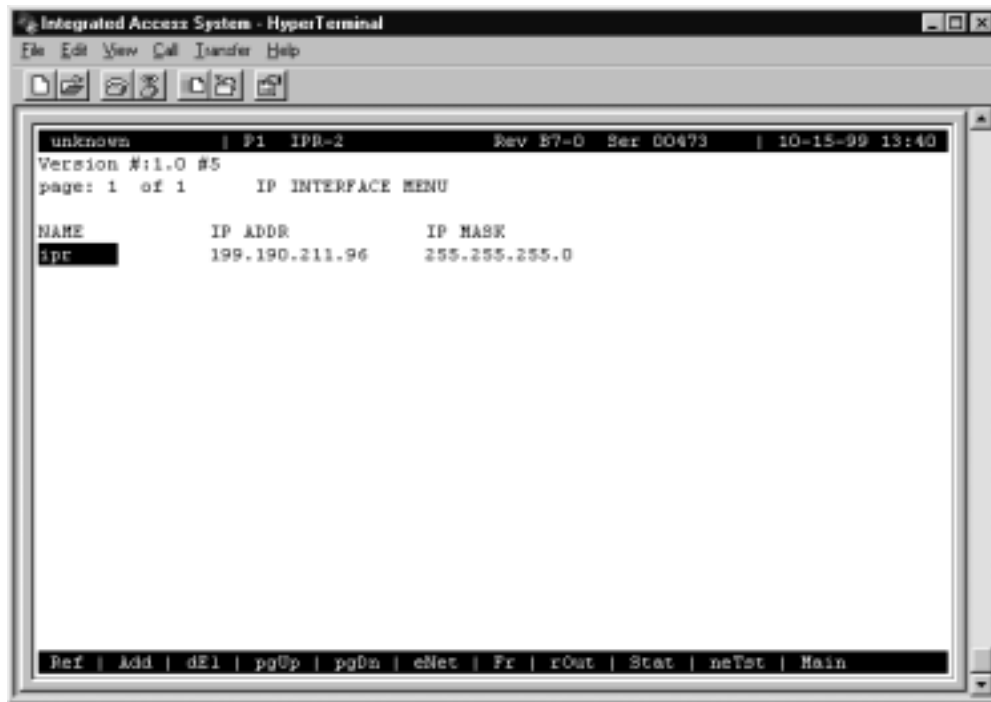 Integrated Access System - HyperTerminal
File Edit View Call Transfer Help
unknown | P1 IPR-2 Rev B7-0 Ser 00473 | 10-15-99 13:40
Version #:1.0 #5
page: 1 of 1 IP INTERFACE MENU
NAME IP ADDR IP MASK
ipr 199.190.211.96 255.255.255.0
Ref | Add | dEl | pgUp | pgDn | eNet | Fr | rOut | Stat | neTst | Main